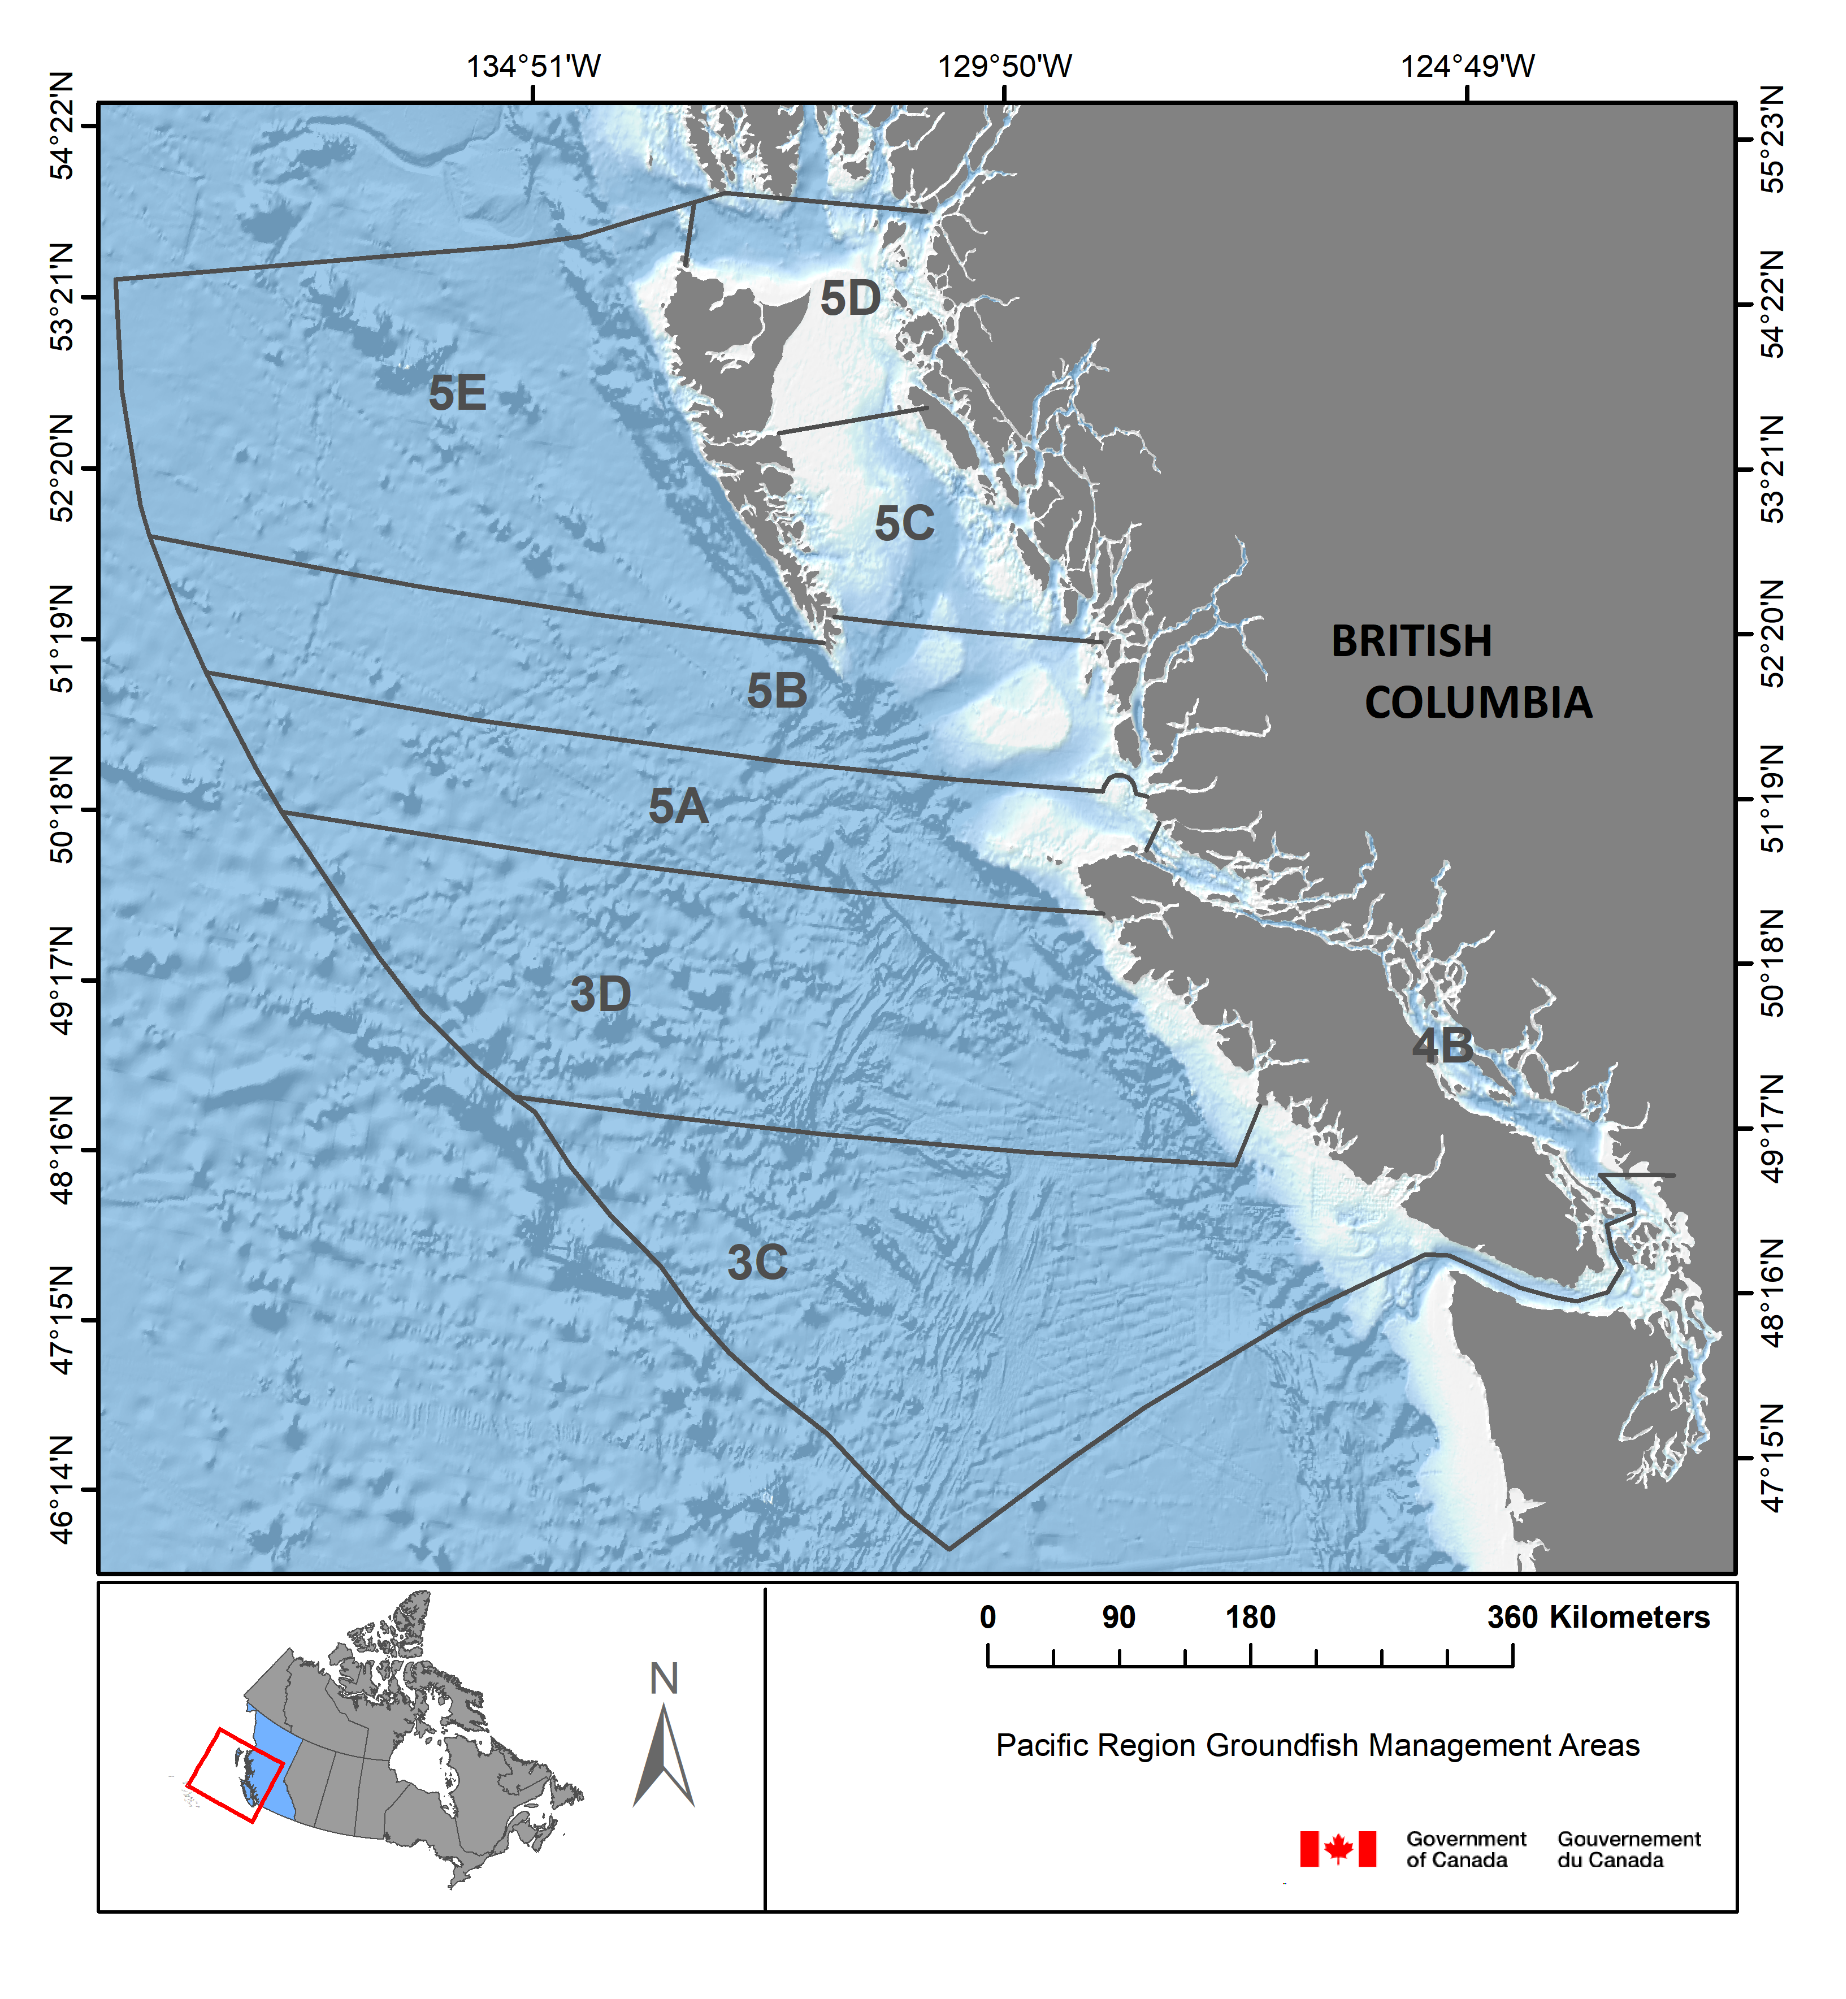 134°51'W 129°50'W 124°49'W
54°22'N
55°23'N
53°21'N
54°22'N
52°20'N
53°21'N
51°19'N
52°20'N
50°18'N
51°19'N
49°17'N
50°18'N
48°16'N
49°17'N
47°15'N
48°16'N
46°14'N
47°15'N
5D
5E
5C
BRITISH
COLUMBIA
5B
5A
3D
4B
3C
N
0 90 180 360 Kilometers
Pacific Region Groundfish Management Areas
Government
of Canada
Gouvernement
du Canada